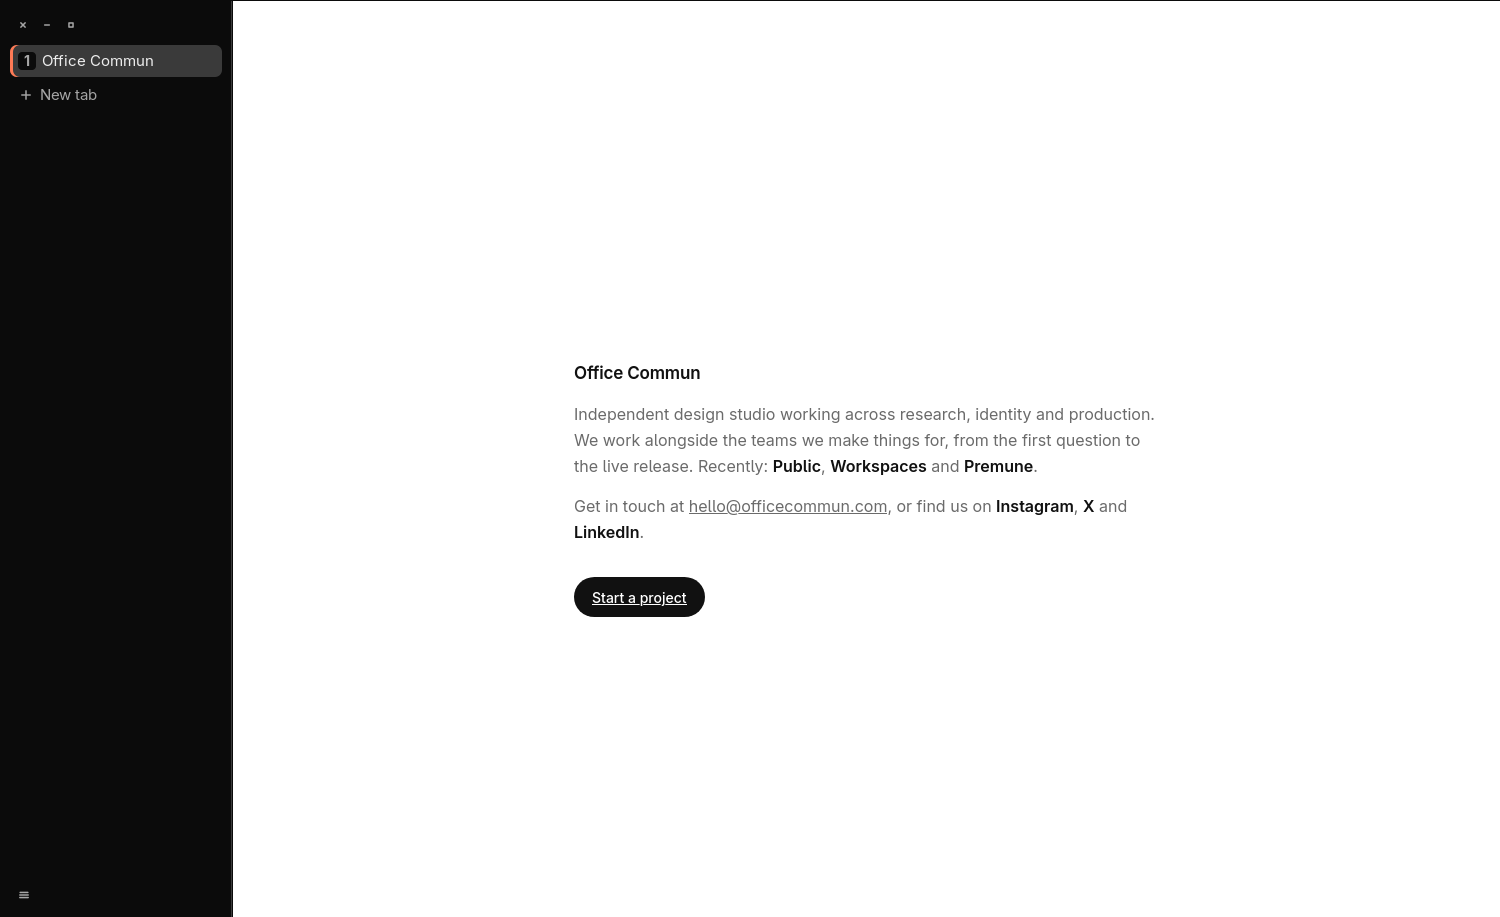 1 Office Commun
New tab
Office Commun
Independent design studio working across research, identity and production.
We work alongside the teams we make things for, from the first question to
the live release. Recently: Public, Workspaces and Premune.
Get in touch at hello@officecommun.com, or find us on Instagram, X and
LinkedIn.
Start a project